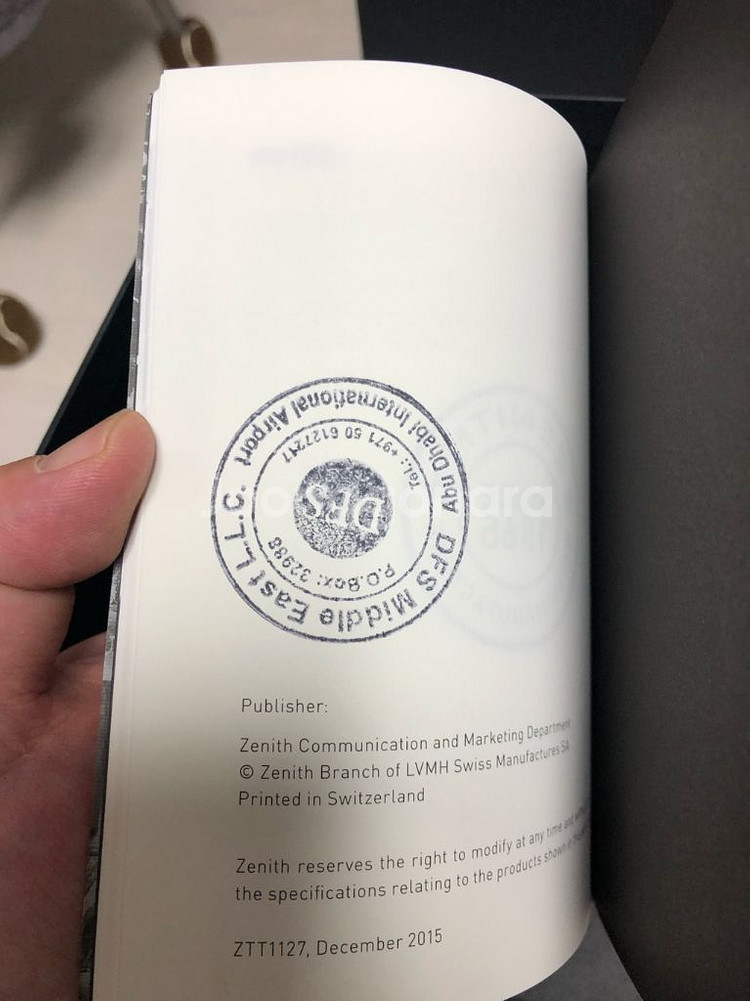 DFS Middle East L.L.C.
Abu Dhabi International Airport
P.O.Box: 32988
DFS
Tel.: +971 50 6127217
Publisher:
Zenith Communication and Marketing Department
© Zenith Branch of LVMH Swiss Manufactures SA
Printed in Switzerland
Zenith reserves the right to modify at any time and
the specifications relating to the products shown in
ZTT1127, December 2015